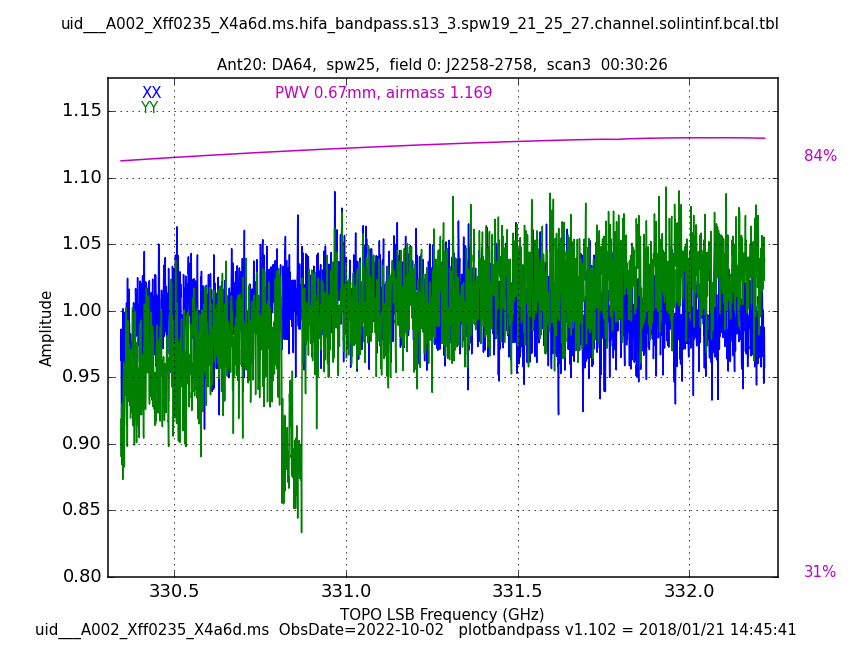 uid___A002_Xff0235_X4a6d.ms.hifa_bandpass.s13_3.spw19_21_25_27.channel.solintinf.bcal.tbl
Ant20: DA64,  spw25,  field 0: J2258-2758,  scan3  00:30:26
XX
YY
PWV 0.67mm, airmass 1.169
1.15
1.10
1.05
1.00
0.95
0.90
0.85
0.80
Amplitude
84%
31%
330.5
331.0
331.5
332.0
TOPO LSB Frequency (GHz)
uid___A002_Xff0235_X4a6d.ms  ObsDate=2022-10-02   plotbandpass v1.102 = 2018/01/21 14:45:41